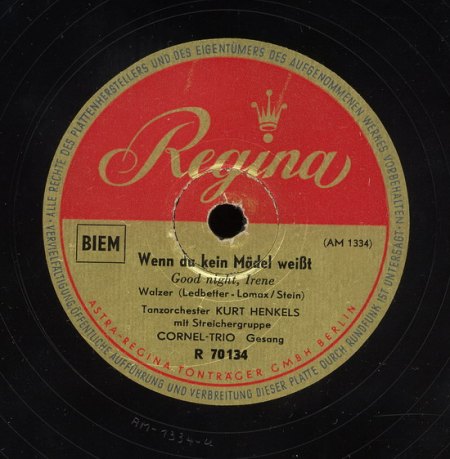 ALLE RECHTE DES PLATTENHERSTELLERS UND DES EIGENTÜMERS DES AUFGENOMMENEN WERKES VORBEHALTEN
VERVIELFÄLTIGUNG, ÖFFENTLICHE AUFFÜHRUNG UND VERBREITUNG DIESER PLATTE DURCH RUNDFUNK IST UNTERSAGT
Regina
BIEM
(AM 1334)
Wenn du kein Mädel weißt
Good night, Irene
Walzer (Ledbetter - Lomax / Stein)
Tanzorchester KURT HENKELS
mit Streichergruppe
CORNEL-TRIO Gesang
R 70134
ASTRA-REGINA TONTRÄGER GMBH BERLIN
AM-1334-4